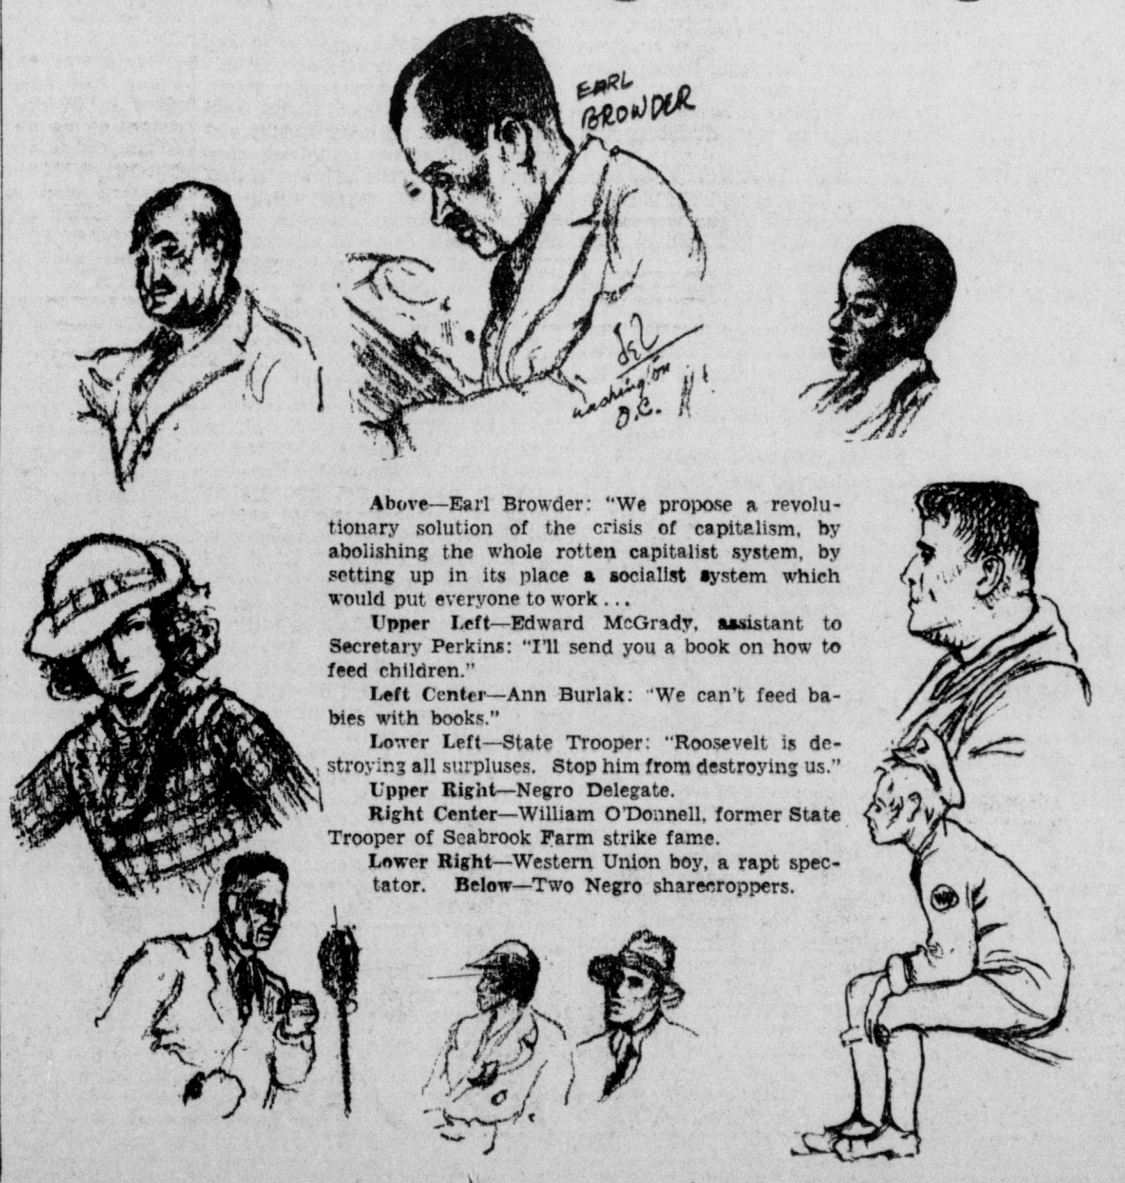 EARL
BROWDER
del
Washington
D.C.
Above—Earl Browder: "We propose a revolu-
tionary solution of the crisis of capitalism, by
abolishing the whole rotten capitalist system, by
setting up in its place a socialist system which
would put everyone to work...
Upper Left—Edward McGrady, assistant to
Secretary Perkins: "I'll send you a book on how to
feed children."
Left Center—Ann Burlak: "We can't feed ba-
bies with books."
Lower Left—State Trooper: "Roosevelt is de-
stroying all surpluses. Stop him from destroying us."
Upper Right—Negro Delegate.
Right Center—William O'Donnell, former State
Trooper of Seabrook Farm strike fame.
Lower Right—Western Union boy, a rapt spec-
tator. Below—Two Negro sharecroppers.